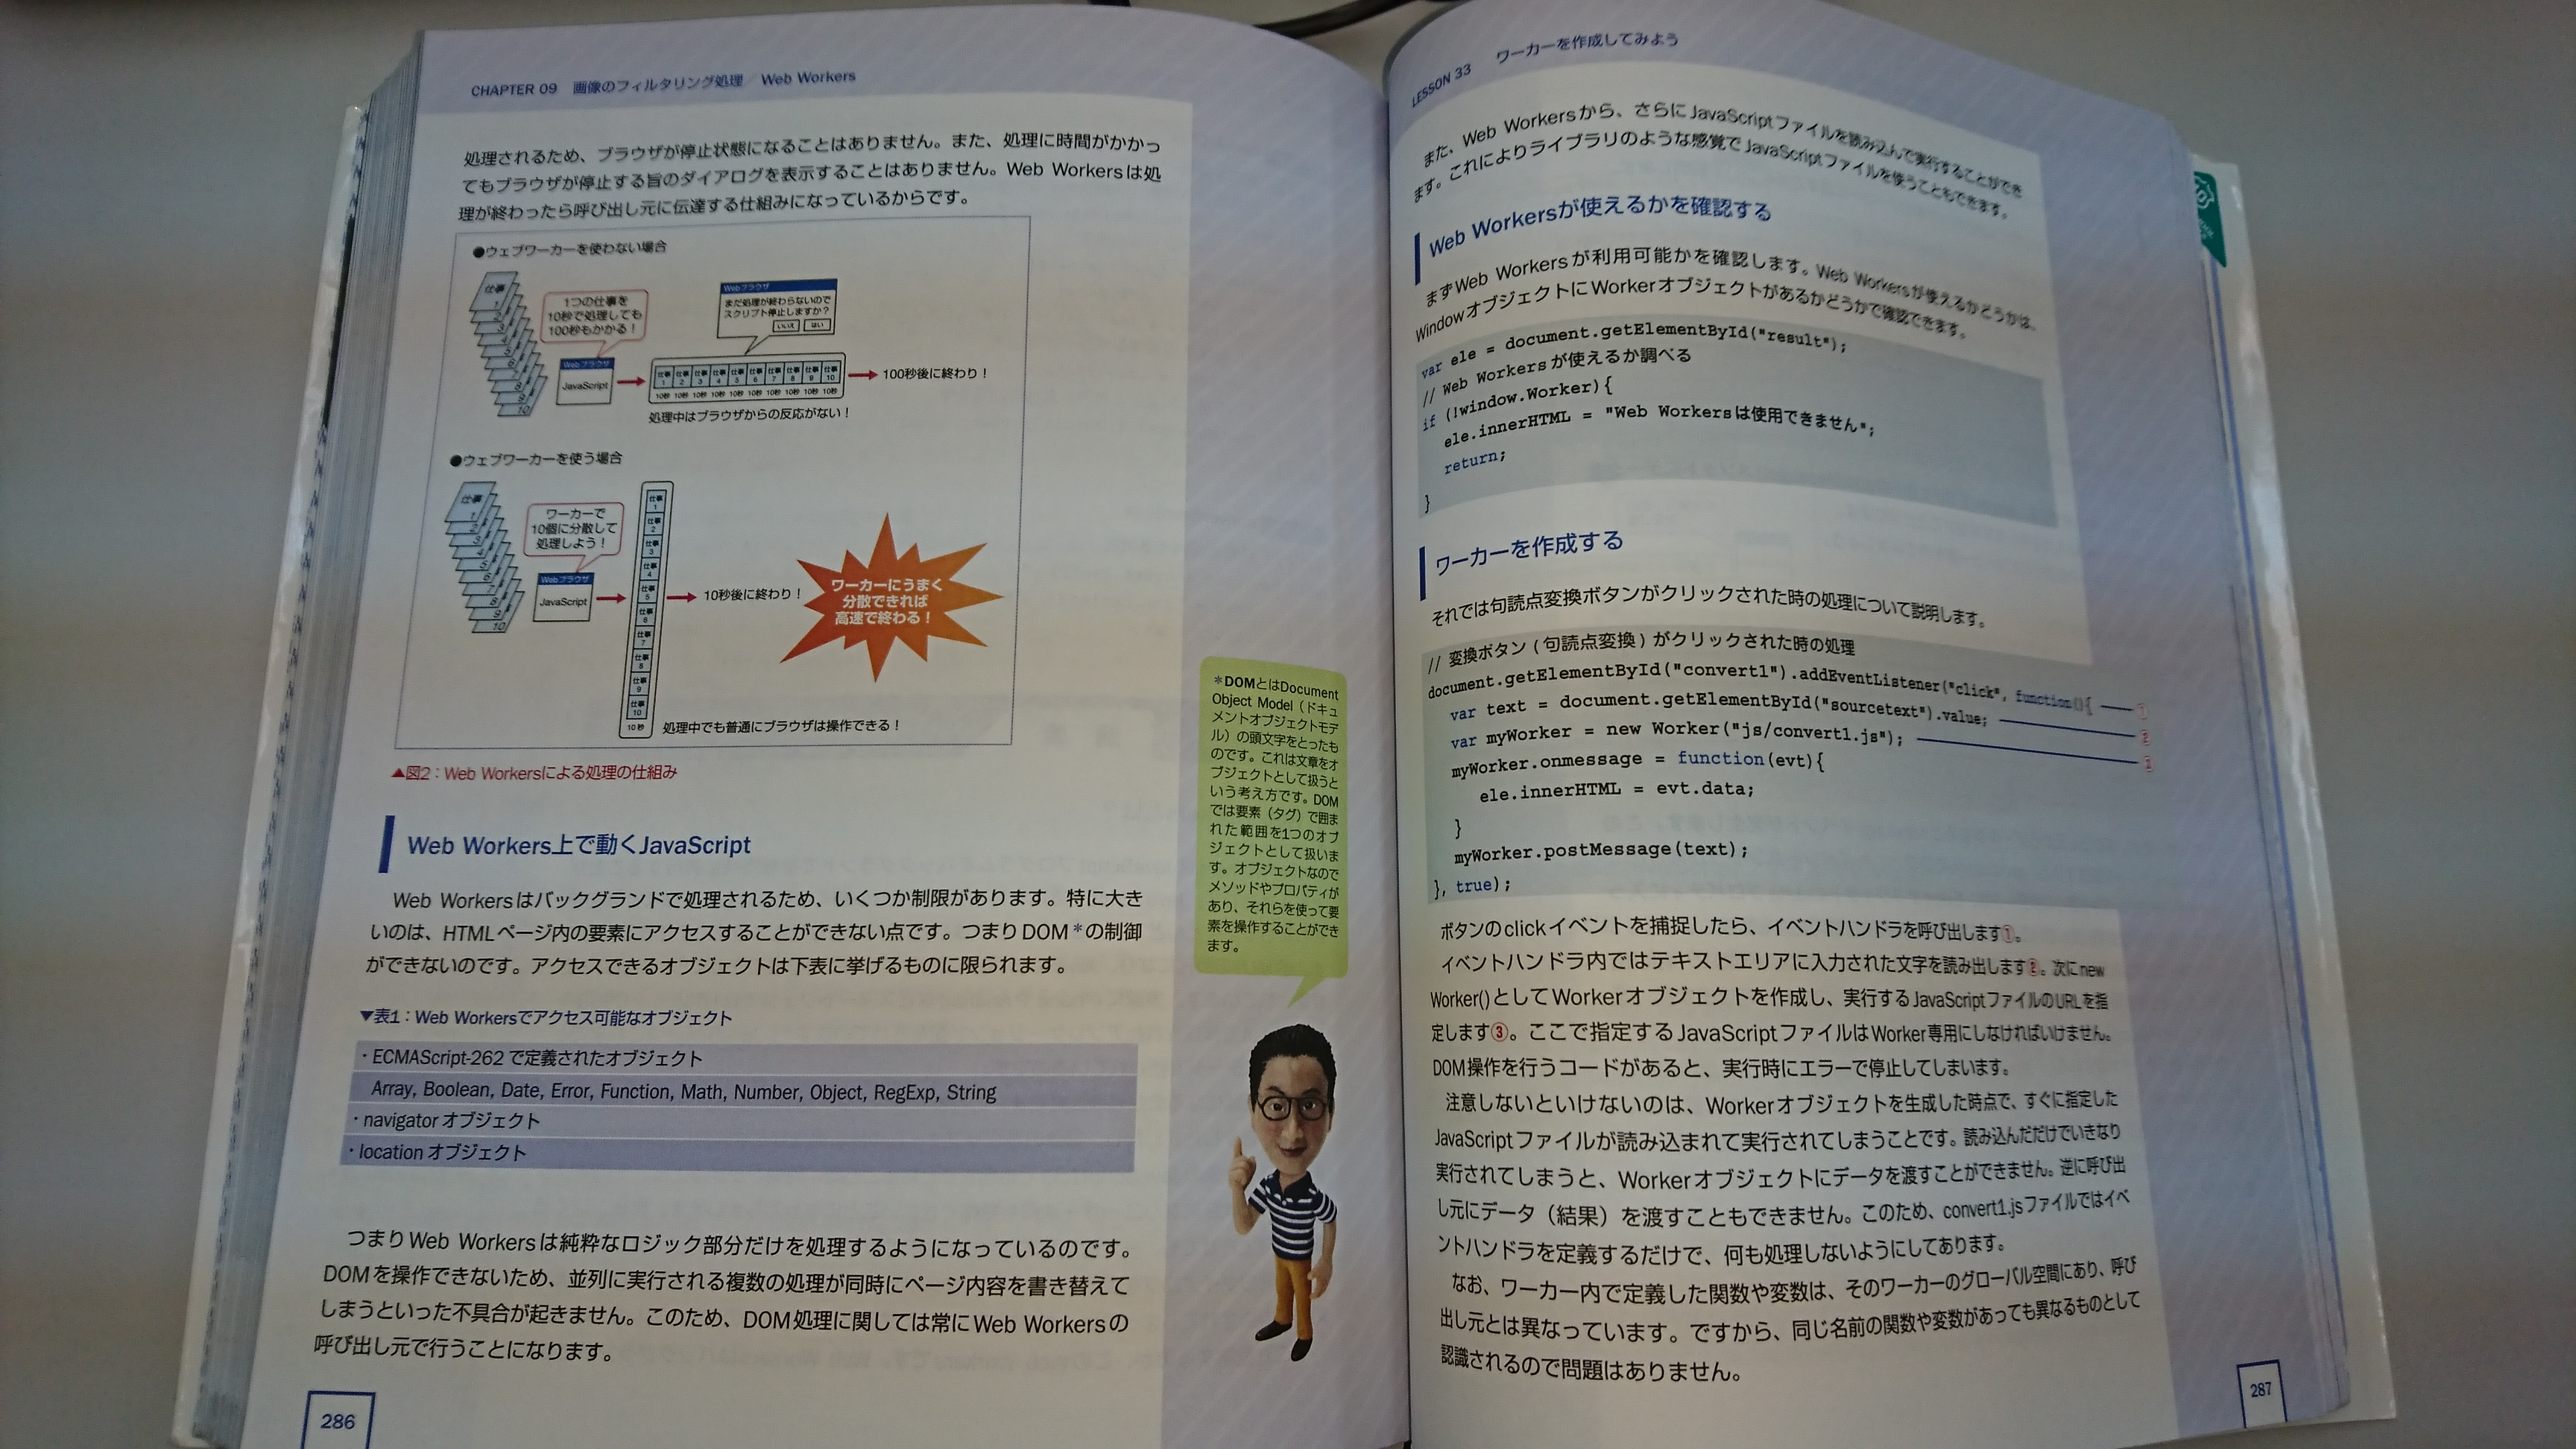 CHAPTER 09 画像のフィルタリング処理／Web Workers
処理されるため、ブラウザが停止状態になることはありません。また、処理に時間がかかっ
てもブラウザが停止する旨のダイアログを表示することはありません。Web Workersは処
理が終わったら呼び出し元に伝達する仕組みになっているからです。
●ウェブワーカーを使わない場合
仕事
1
2
3
4
5
6
7
8
9
10
1つの仕事を
10秒で処理しても
100秒もかかる！
Webブラウザ
JavaScript
Webブラウザ
まだ処理が終わらないので
スクリプト停止しますか？
いいえ はい
仕事 仕事 仕事 仕事 仕事 仕事 仕事 仕事 仕事 仕事
1 2 3 4 5 6 7 8 9 10
10秒 10秒 10秒 10秒 10秒 10秒 10秒 10秒 10秒 10秒
100秒後に終わり！
処理中はブラウザからの反応がない！
●ウェブワーカーを使う場合
仕事
1
2
3
4
5
6
7
8
9
10
ワーカーで
10個に分散して
処理しよう！
Webブラウザ
JavaScript
仕事
1
仕事
2
仕事
3
仕事
4
仕事
5
仕事
6
仕事
7
仕事
8
仕事
9
仕事
10
10秒
10秒後に終わり！
ワーカーにうまく
分散できれば
高速で終わる！
処理中でも普通にブラウザは操作できる！
▲図2：Web Workersによる処理の仕組み
Web Workers上で動くJavaScript
Web Workersはバックグランドで処理されるため、いくつか制限があります。特に大き
いのは、HTMLページ内の要素にアクセスすることができない点です。つまりDOM＊の制御
ができないのです。アクセスできるオブジェクトは下表に挙げるものに限られます。
▼表1：Web Workersでアクセス可能なオブジェクト
・ECMAScript-262で定義されたオブジェクト
Array, Boolean, Date, Error, Function, Math, Number, Object, RegExp, String
・navigatorオブジェクト
・locationオブジェクト
つまりWeb Workersは純粋なロジック部分だけを処理するようになっているのです。
DOMを操作できないため、並列に実行される複数の処理が同時にページ内容を書き替えて
しまうといった不具合が起きません。このため、DOM処理に関しては常にWeb Workersの
呼び出し元で行うことになります。
286
＊DOMとはDocument
Object Model（ドキュ
メントオブジェクトモデ
ル）の頭文字をとったも
のです。これは文章をオ
ブジェクトとして扱うと
いう考え方です。DOM
では要素（タグ）で囲ま
れた範囲を1つのオブ
ジェクトとして扱いま
す。オブジェクトなので
メソッドやプロパティが
あり、それらを使って要
素を操作することができ
ます。
LESSON 33 ワーカーを作成してみよう
また、Web Workersから、さらにJavaScriptファイルを読み込んで実行することができ
ます。これによりライブラリのような感覚でJavaScriptファイルを使うこともできます。
Web Workersが使えるかを確認する
まずWeb Workersが利用可能かを確認します。Web Workersが使えるかどうかは、
WindowオブジェクトにWorkerオブジェクトがあるかどうかで確認できます。
var ele = document.getElementById("result");
// Web Workersが使えるか調べる
if (!window.Worker){
ele.innerHTML = "Web Workersは使用できません";
return;
}
ワーカーを作成する
それでは句読点変換ボタンがクリックされた時の処理について説明します。
// 変換ボタン(句読点変換)がクリックされた時の処理
document.getElementById("convert1").addEventListener("click", function(){ ①
var text = document.getElementById("sourcetext").value; ②
var myWorker = new Worker("js/convert1.js"); ③
myWorker.onmessage = function(evt){
ele.innerHTML = evt.data;
}
myWorker.postMessage(text);
}, true);
ボタンのclickイベントを捕捉したら、イベントハンドラを呼び出します①。
イベントハンドラ内ではテキストエリアに入力された文字を読み出します②。次にnew
Worker()としてWorkerオブジェクトを作成し、実行するJavaScriptファイルのURLを指
定します③。ここで指定するJavaScriptファイルはWorker専用にしなければいけません。
DOM操作を行うコードがあると、実行時にエラーで停止してしまいます。
注意しないといけないのは、Workerオブジェクトを生成した時点で、すぐに指定した
JavaScriptファイルが読み込まれて実行されてしまうことです。読み込んだだけでいきなり
実行されてしまうと、Workerオブジェクトにデータを渡すことができません。逆に呼び出
し元にデータ（結果）を渡すこともできません。このため、convert1.jsファイルではイベ
ントハンドラを定義するだけで、何も処理しないようにしてあります。
なお、ワーカー内で定義した関数や変数は、そのワーカーのグローバル空間にあり、呼び
出し元とは異なっています。ですから、同じ名前の関数や変数があっても異なるものとして
認識されるので問題はありません。
287